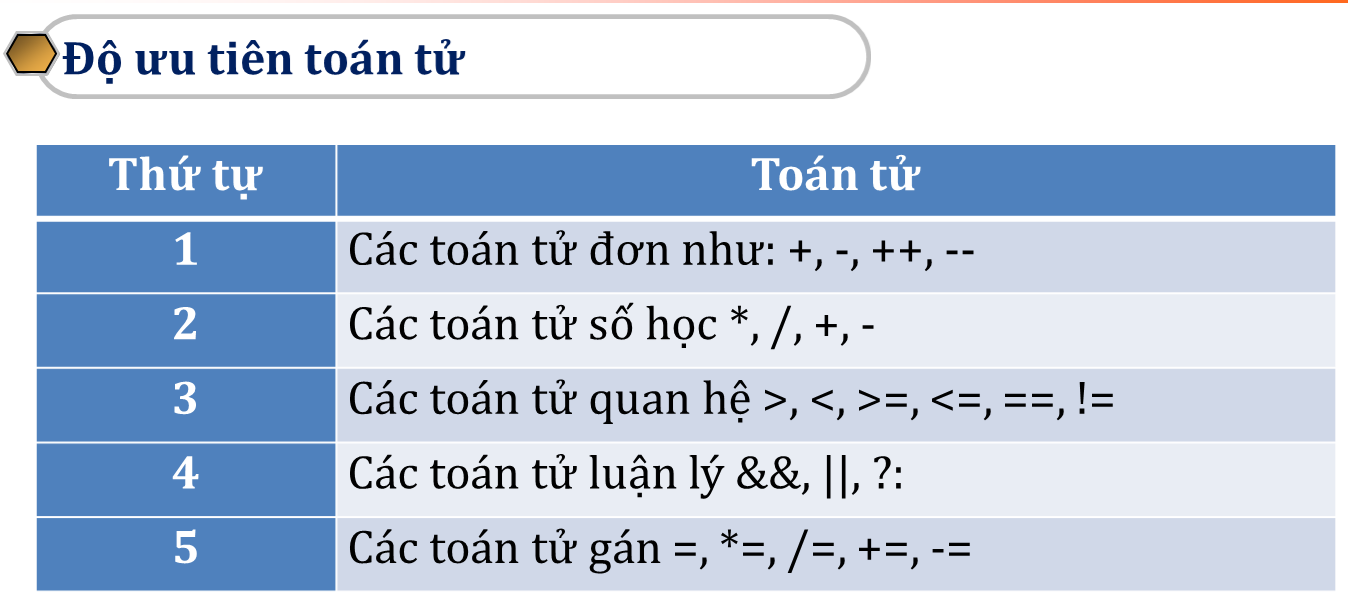 Độ ưu tiên toán tử
Thứ tự Toán tử
1 Các toán tử đơn như: +, -, ++, --
2 Các toán tử số học *, /, +, -
3 Các toán tử quan hệ >, <, >=, <=, ==, !=
4 Các toán tử luận lý &&, ||, ?:
5 Các toán tử gán =, *=, /=, +=, -=